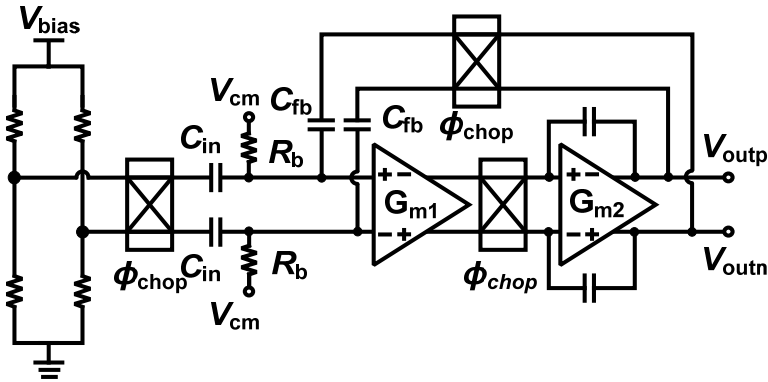 Vbias
Vcm
Cfb
Cfb
ϕchop
Cin
Rb
+ −
Gm1
− +
+ −
Gm2
− +
Voutp
Voutn
ϕchop
Cin
Rb
Vcm
ϕchop